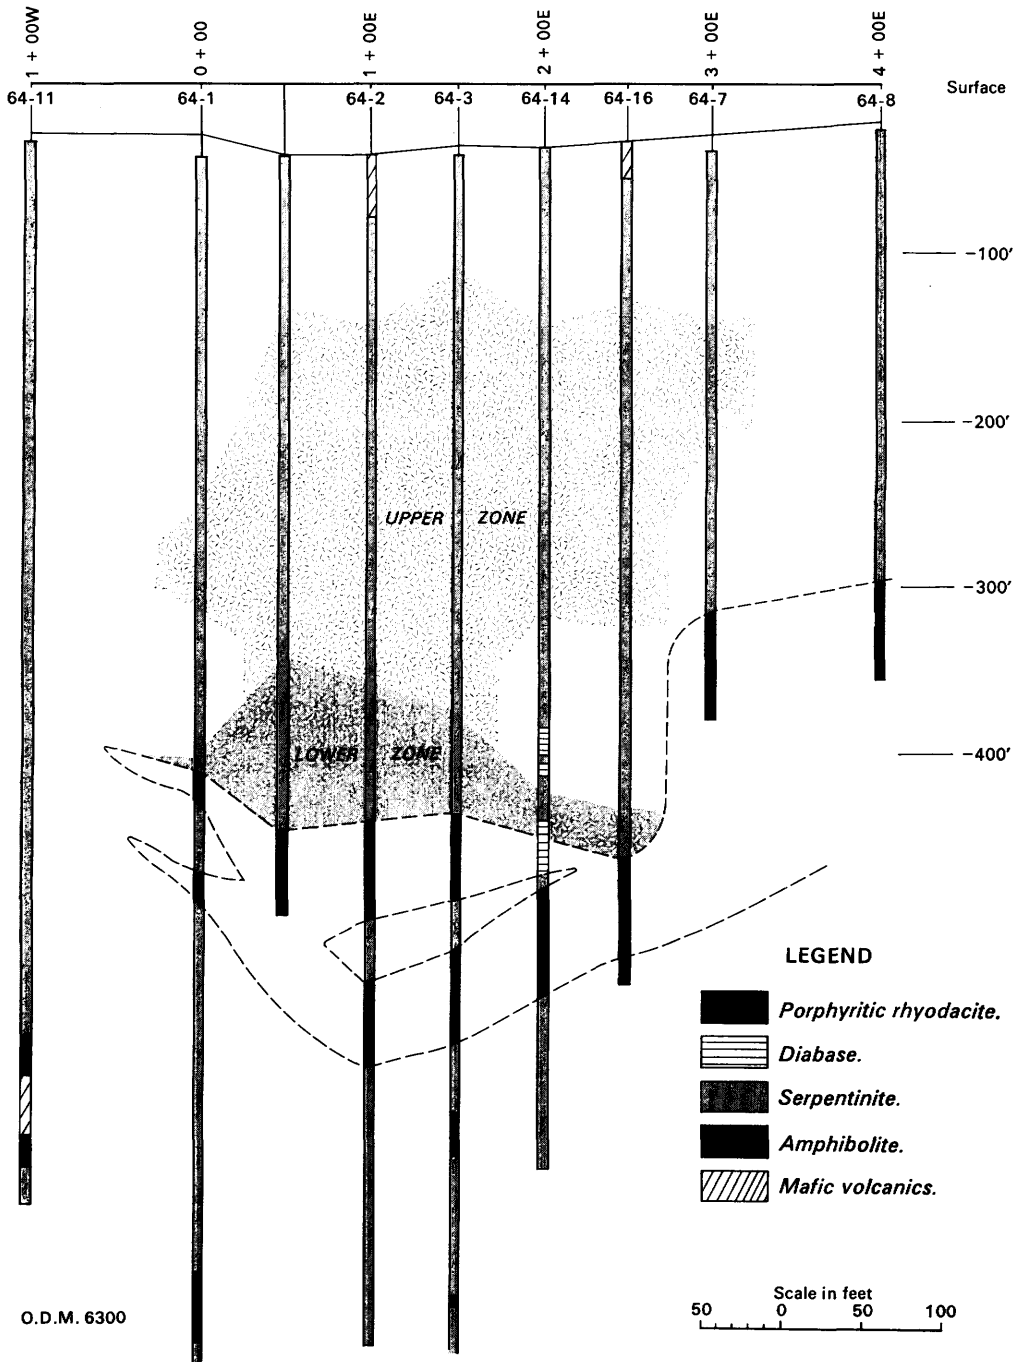 1 + 00W
0 + 00
1 + 00E
2 + 00E
3 + 00E
4 + 00E
Surface
64-11
64-1
64-2
64-3
64-14
64-16
64-7
64-8
-100'
-200'
UPPER ZONE
-300'
LOWER ZONE
-400'
LEGEND
Porphyritic rhyodacite.
Diabase.
Serpentinite.
Amphibolite.
Mafic volcanics.
O.D.M. 6300
Scale in feet
50 0 50 100